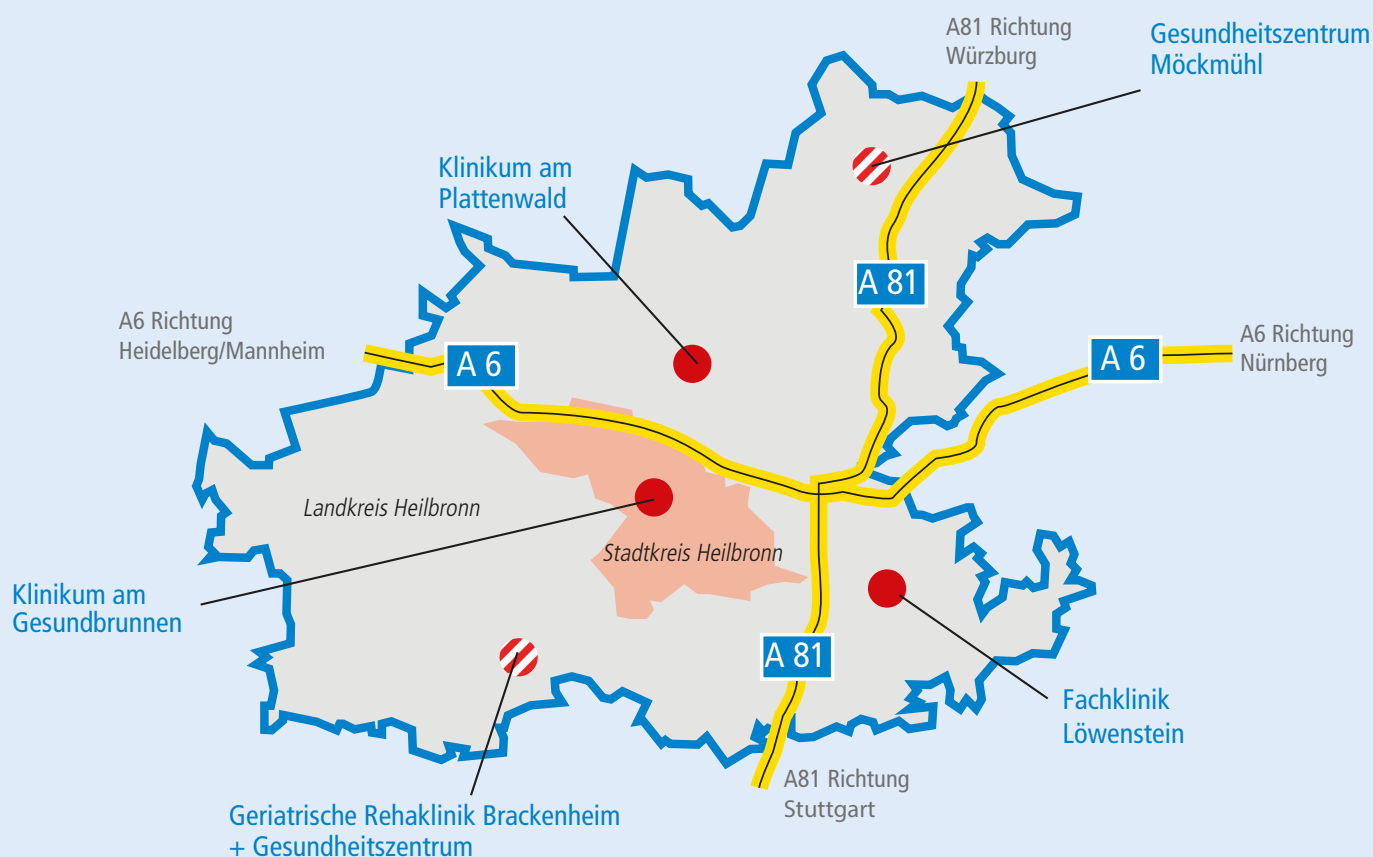 A81 Richtung
Würzburg
Gesundheitszentrum
Möckmühl
Klinikum am
Plattenwald
A 81
A6 Richtung
Heidelberg/Mannheim
A 6
A 6
A6 Richtung
Nürnberg
Landkreis Heilbronn
Stadtkreis Heilbronn
Klinikum am
Gesundbrunnen
A 81
Fachklinik
Löwenstein
A81 Richtung
Stuttgart
Geriatrische Rehaklinik Brackenheim
+ Gesundheitszentrum